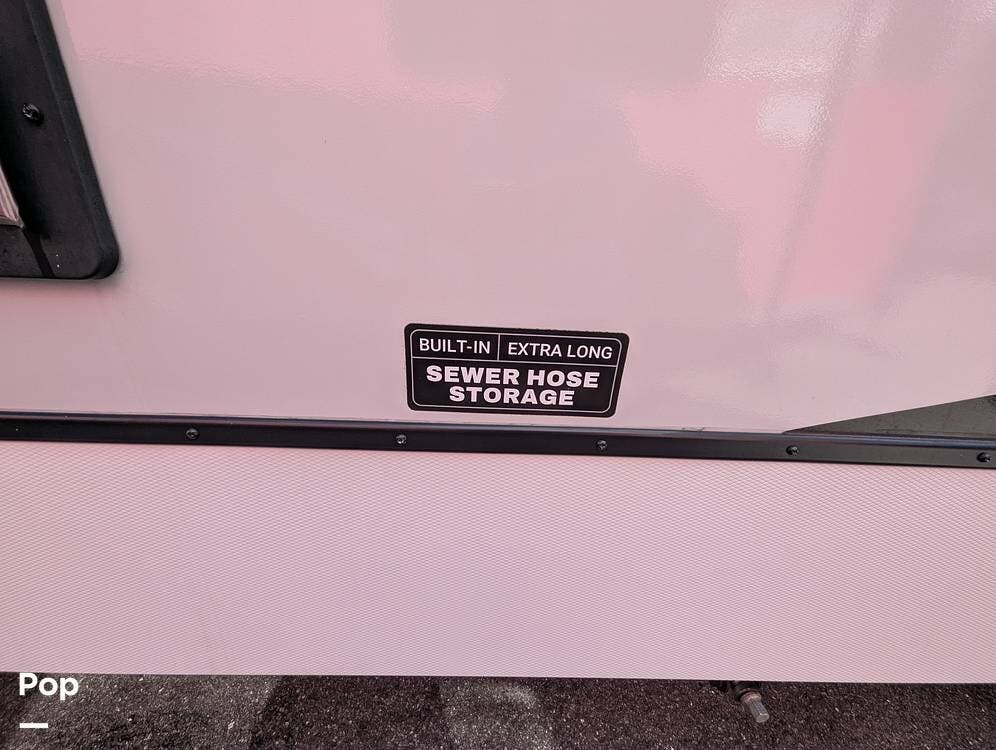 BUILT-IN EXTRA LONG
SEWER HOSE
STORAGE
Pop